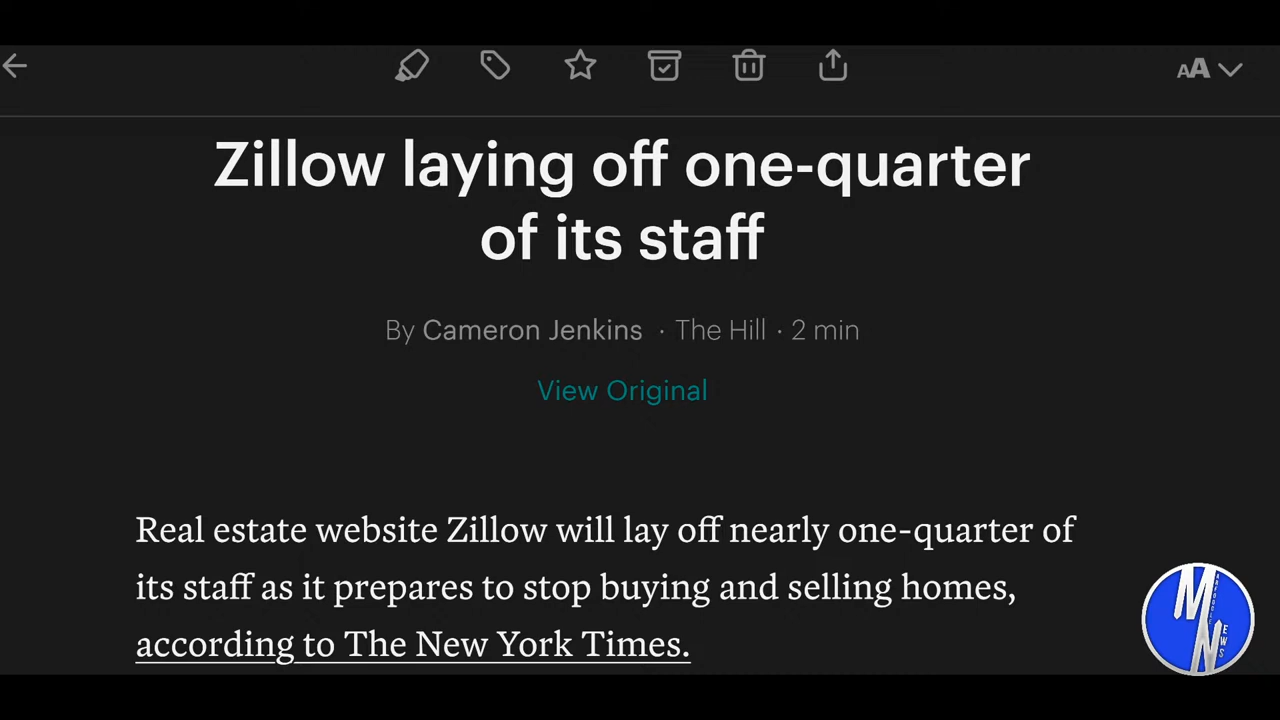 AA
Zillow laying off one-quarter
of its staff
By Cameron Jenkins · The Hill · 2 min
View Original
Real estate website Zillow will lay off nearly one-quarter of
its staff as it prepares to stop buying and selling homes,
according to The New York Times.
M
N
EWS